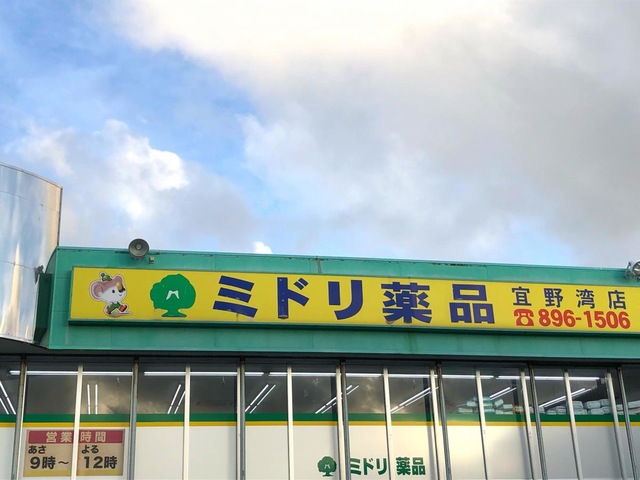 ミドリ薬品
宜野湾店
☎896-1506
営業時間
あさ よる
9時～12時
ミドリ薬品